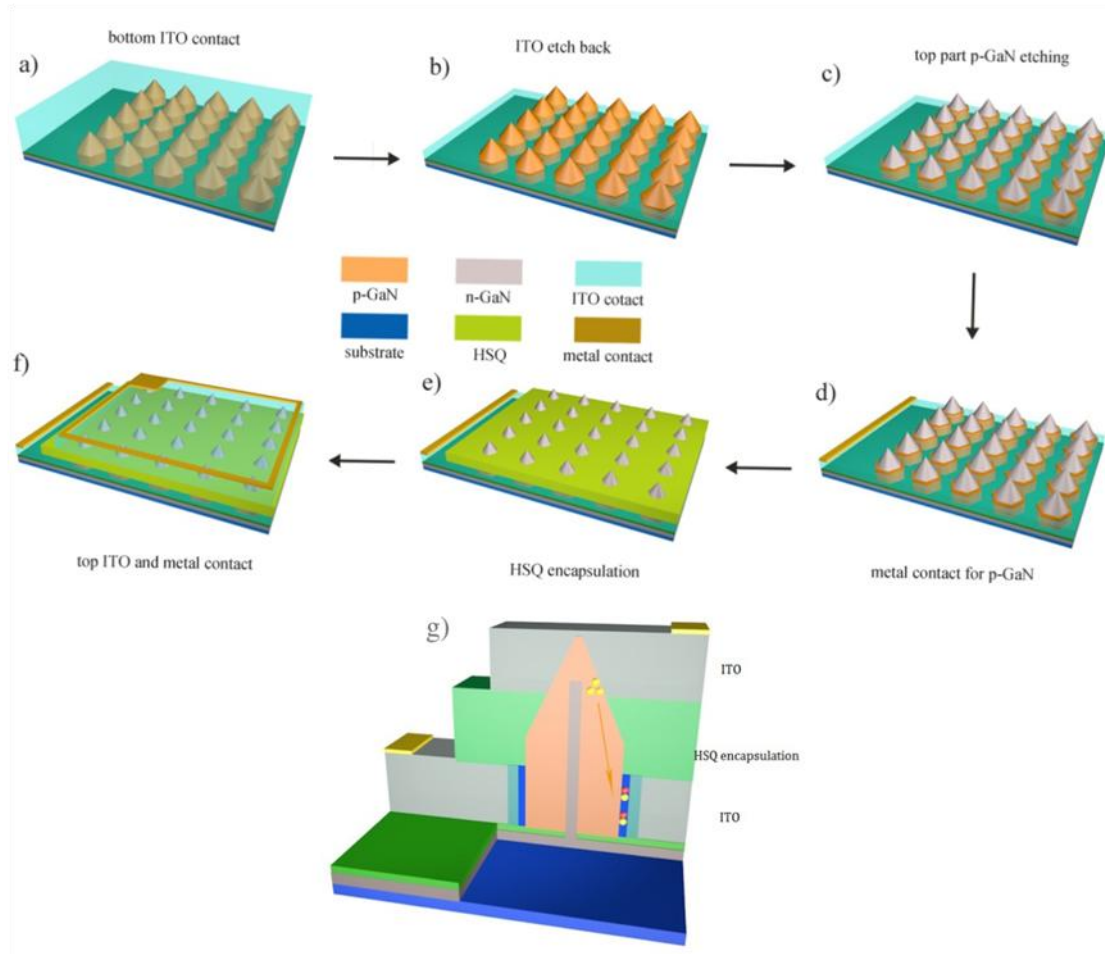 bottom ITO contact
ITO etch back
top part p-GaN etching
a)
b)
c)
p-GaN
n-GaN
ITO cotact
substrate
HSQ
metal contact
f)
e)
d)
top ITO and metal contact
HSQ encapsulation
metal contact for p-GaN
g)
ITO
HSQ encapsulation
ITO